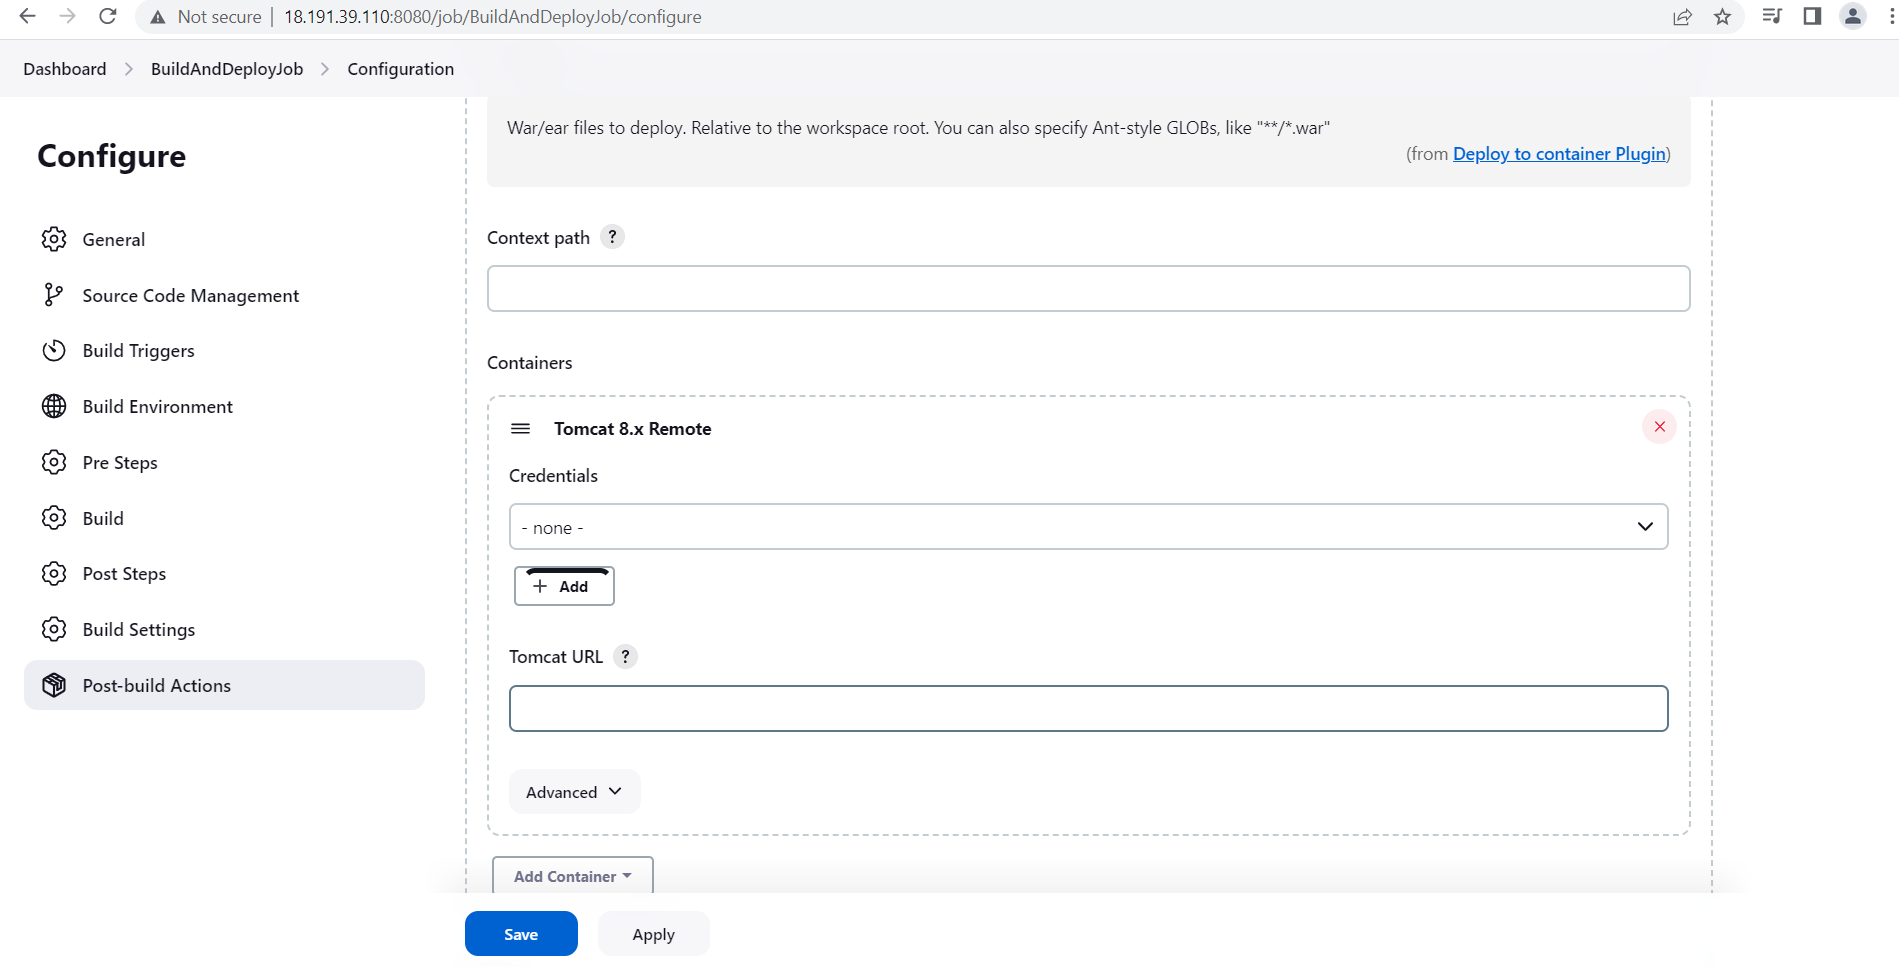 Not secure | 18.191.39.110:8080/job/BuildAndDeployJob/configure
Dashboard > BuildAndDeployJob > Configuration
Configure
General
Source Code Management
Build Triggers
Build Environment
Pre Steps
Build
Post Steps
Build Settings
Post-build Actions
War/ear files to deploy. Relative to the workspace root. You can also specify Ant-style GLOBs, like "**/*.war"
(from Deploy to container Plugin)
Context path ?
Containers
Tomcat 8.x Remote
Credentials
- none -
+ Add
Tomcat URL ?
Advanced
Add Container
Save
Apply